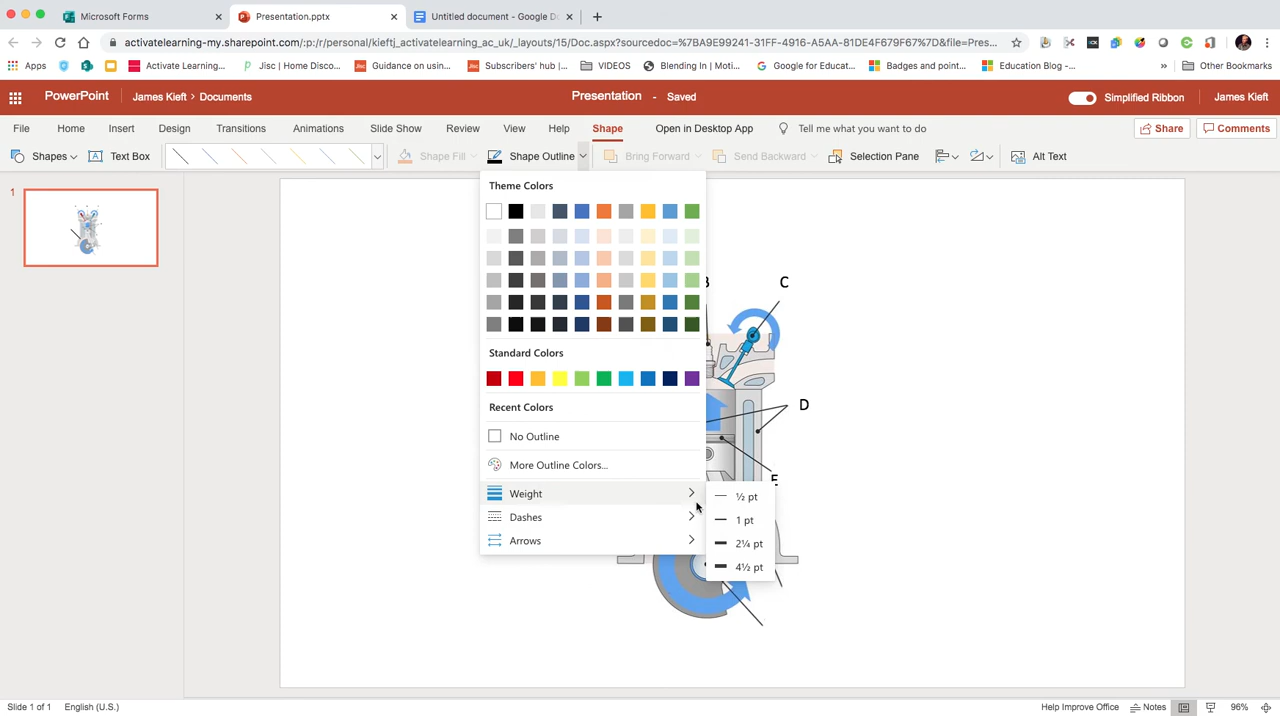 Microsoft Forms
Presentation.pptx
Untitled document - Google Do
activatelearning-my.sharepoint.com/:p:/r/personal/kieftj_activatelearning_ac_uk/_layouts/15/Doc.aspx?sourcedoc=%7BA9E99241-31FF-4916-A5AA-81DE4F679F67%7D&file=Pres...
Apps
Activate Learning...
Jisc | Home | Disco...
Guidance on using...
Subscribers' hub |...
VIDEOS
Blending In | Moti...
Google for Educat...
Badges and point...
Education Blog -...
»
Other Bookmarks
PowerPoint
James Kieft > Documents
Presentation - Saved
Simplified Ribbon
James Kieft
File
Home
Insert
Design
Transitions
Animations
Slide Show
Review
View
Help
Shape
Open in Desktop App
Tell me what you want to do
Share
Comments
Shapes
Text Box
Shape Fill
Shape Outline
Bring Forward
Send Backward
Selection Pane
Alt Text
1
Theme Colors
B
C
Standard Colors
Recent Colors
D
No Outline
More Outline Colors...
E
Weight
½ pt
Dashes
1 pt
Arrows
2¼ pt
4½ pt
Slide 1 of 1
English (U.S.)
Help Improve Office
Notes
96%